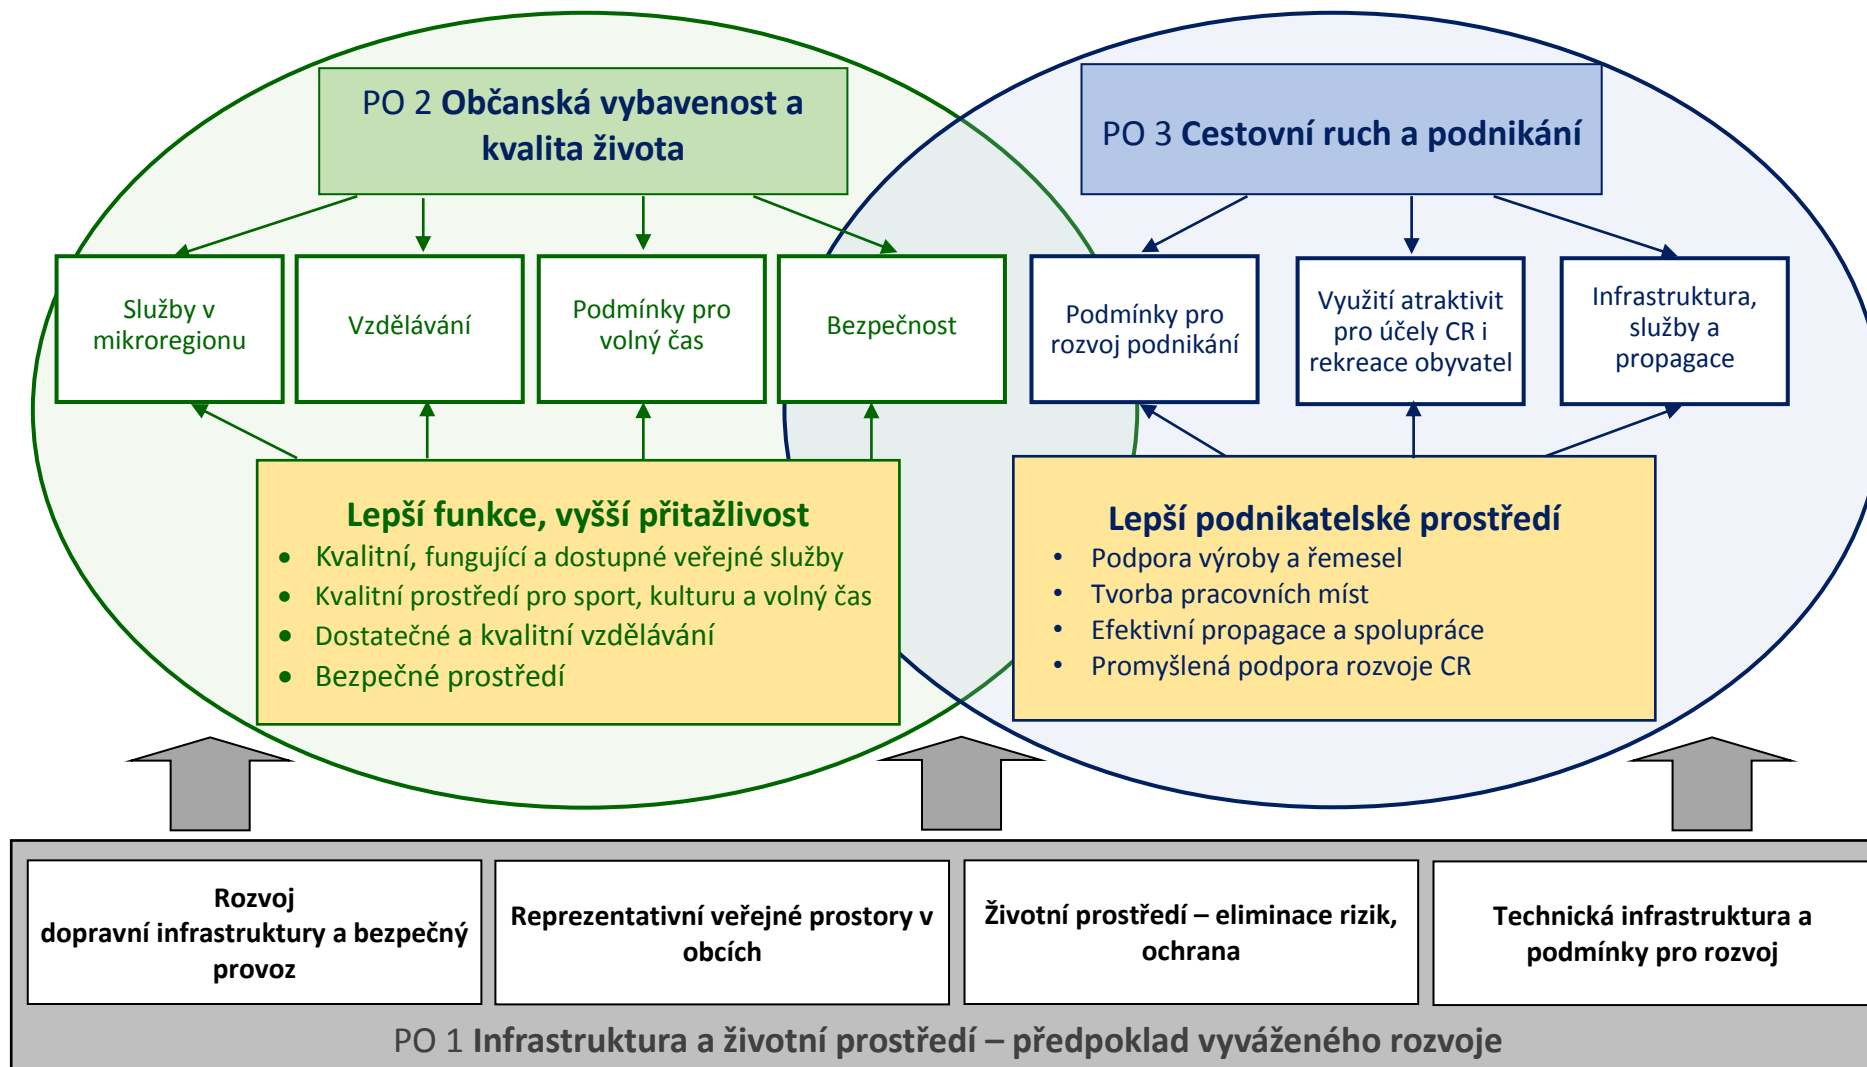 PO 2 Občanská vybavenost a
kvalita života
PO 3 Cestovní ruch a podnikání
Služby v
mikroregionu
Vzdělávání
Podmínky pro
volný čas
Bezpečnost
Podmínky pro
rozvoj podnikání
Využití atraktivit
pro účely CR i
rekreace obyvatel
Infrastruktura,
služby a
propagace
Lepší funkce, vyšší přitažlivost
• Kvalitní, fungující a dostupné veřejné služby
• Kvalitní prostředí pro sport, kulturu a volný čas
• Dostatečné a kvalitní vzdělávání
• Bezpečné prostředí
Lepší podnikatelské prostředí
• Podpora výroby a řemesel
• Tvorba pracovních míst
• Efektivní propagace a spolupráce
• Promyšlená podpora rozvoje CR
Rozvoj
dopravní infrastruktury a bezpečný
provoz
Reprezentativní veřejné prostory v
obcích
Životní prostředí – eliminace rizik,
ochrana
Technická infrastruktura a
podmínky pro rozvoj
PO 1 Infrastruktura a životní prostředí – předpoklad vyváženého rozvoje